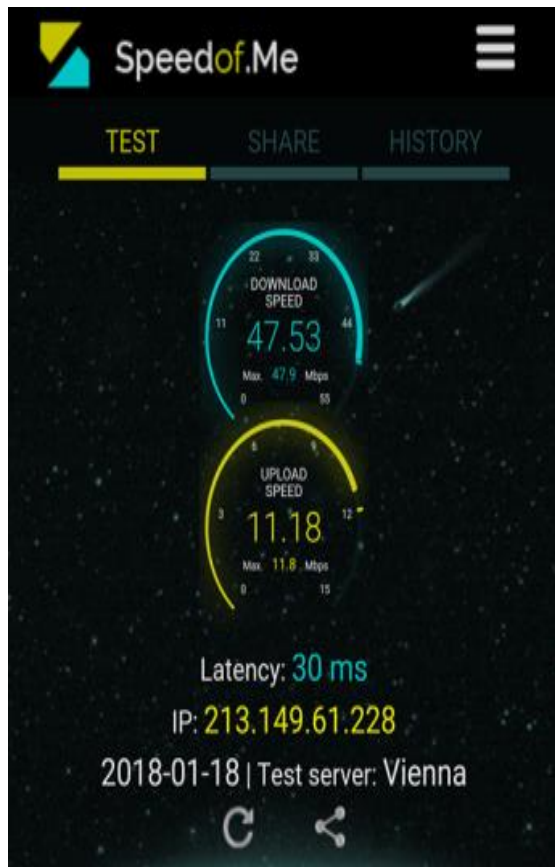 Speedof.Me
TEST SHARE HISTORY
22 33
DOWNLOAD
SPEED
11 47.53 44
Max. 47.9 Mbps
0 55
6 9
UPLOAD
SPEED
3 11.18 12
Max. 11.8 Mbps
0 15
Latency: 30 ms
IP: 213.149.61.228
2018-01-18 | Test server: Vienna